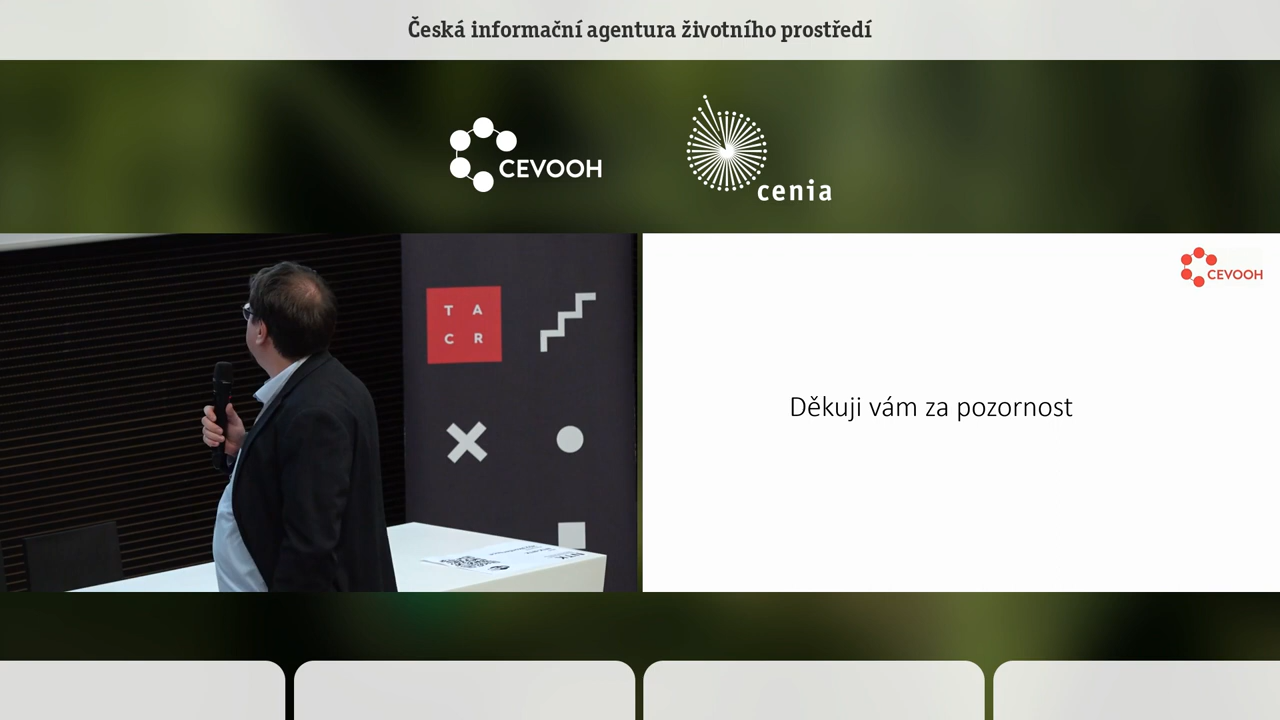 Česká informační agentura životního prostředí
CEVOOH
cenia
T A
C R
CEVOOH
Děkuji vám za pozornost